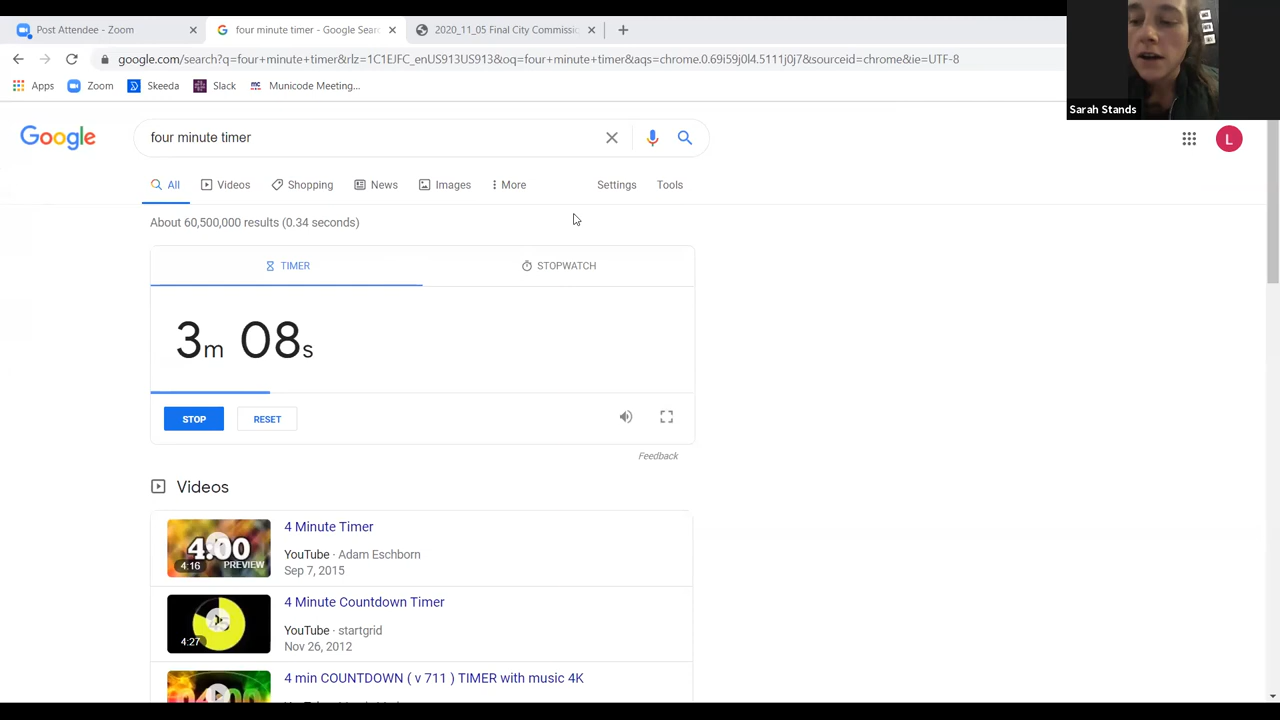 Post Attendee - Zoom
four minute timer - Google Sear
2020_11_05 Final City Commissio
google.com/search?q=four+minute+timer&rlz=1C1EJFC_enUS913US913&oq=four+minute+timer&aqs=chrome.0.69i59j0l4.5111j0j7&sourceid=chrome&ie=UTF-8
Apps Zoom Skeeda Slack Municode Meeting...
Sarah Stands
Google
four minute timer
L
All Videos Shopping News Images More Settings Tools
About 60,500,000 results (0.34 seconds)
TIMER STOPWATCH
3m 08s
STOP RESET
Feedback
Videos
4:00
PREVIEW
4:16
4 Minute Timer
YouTube · Adam Eschborn
Sep 7, 2015
4:27
4 Minute Countdown Timer
YouTube · startgrid
Nov 26, 2012
4 min COUNTDOWN ( v 711 ) TIMER with music 4K